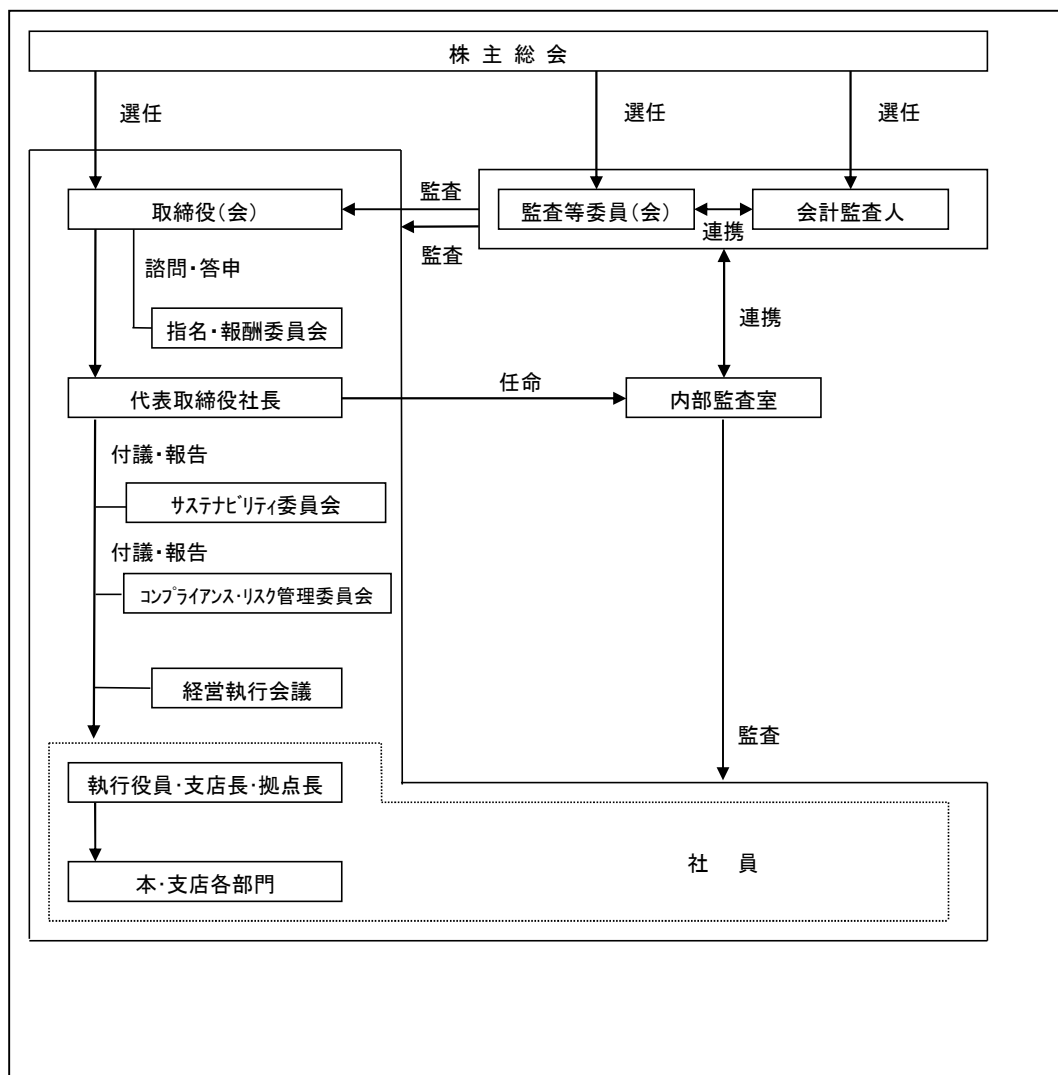 株 主 総 会
選任
選任
選任
取締役（会）
監査
監査
監査等委員（会）
連携
会計監査人
諮問・答申
指名・報酬委員会
連携
代表取締役社長
任命
内部監査室
付議・報告
ｻｽﾃﾅﾋﾞﾘﾃｨ委員会
付議・報告
ｺﾝﾌﾟﾗｲｱﾝｽ･ﾘｽｸ管理委員会
経営執行会議
監査
執行役員・支店長・拠点長
社 員
本・支店各部門